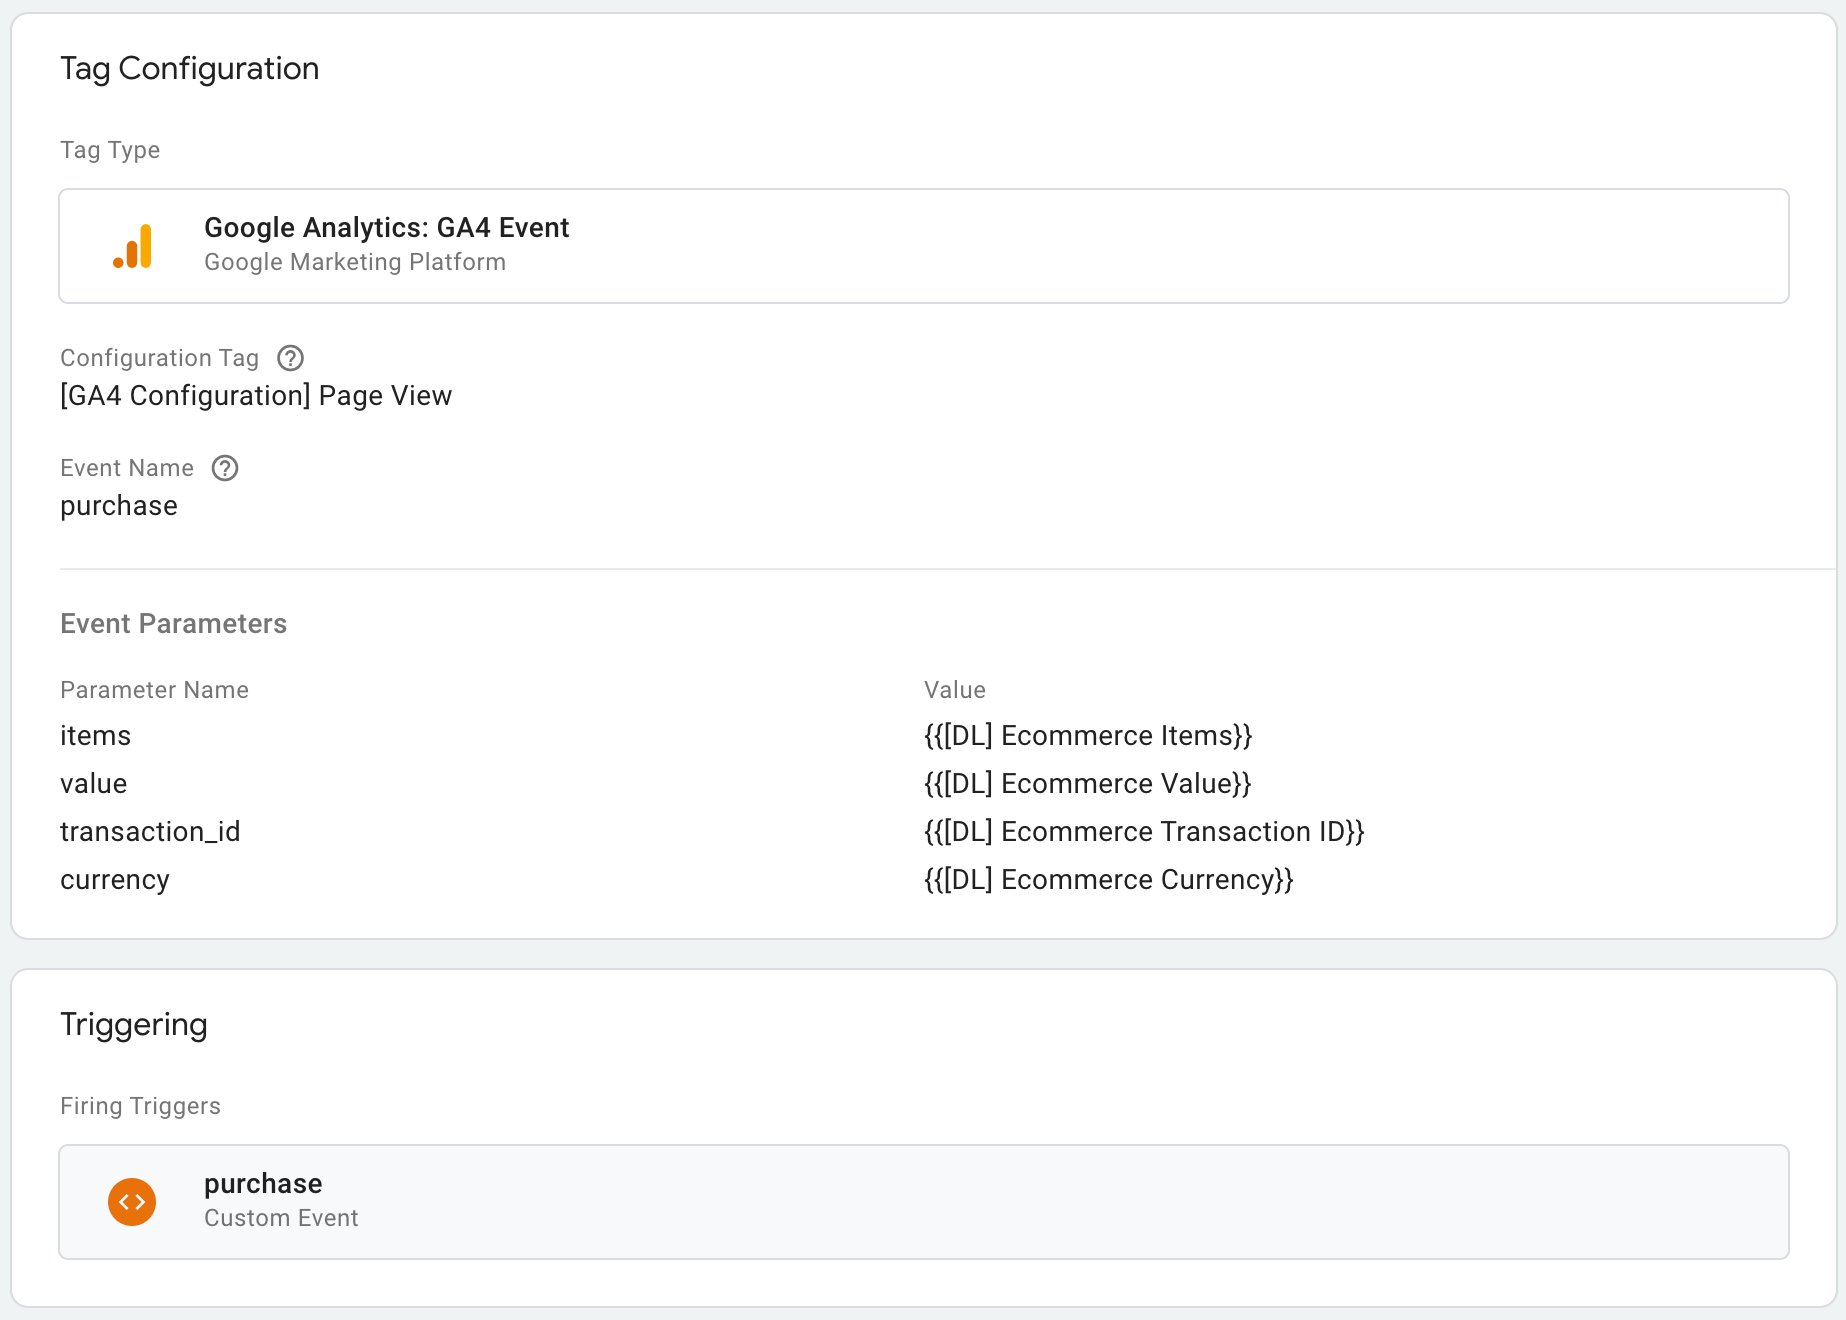 Tag Configuration
Tag Type
Google Analytics: GA4 Event
Google Marketing Platform
Configuration Tag
[GA4 Configuration] Page View
Event Name
purchase
Event Parameters
Parameter Name Value
items {{[DL] Ecommerce Items}}
value {{[DL] Ecommerce Value}}
transaction_id {{[DL] Ecommerce Transaction ID}}
currency {{[DL] Ecommerce Currency}}
Triggering
Firing Triggers
purchase
Custom Event